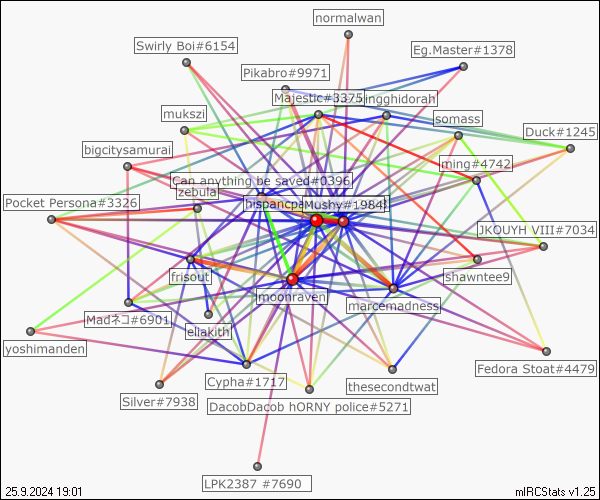 normalwan
Swirly Boi#6154
Eg.Master#1378
Pikabro#9971
Majestic#3375
ingghidorah
mukszi
somass
Duck#1245
bigcitysamurai
ming#4742
Can anything be saved#0396
zebula
Pocket Persona#3326
hispancpa
Mushy#1984
JKOUYH VIII#7034
frisout
shawntee9
moonraven
marcemadness
Madネコ#6901
eliakith
yoshimanden
Fedora Stoat#4479
Cypha#1717
thesecondtwat
Silver#7938
DacobDacob hORNY police#5271
LPK2387 #7690
25.9.2024 19:01
mIRCStats v1.25